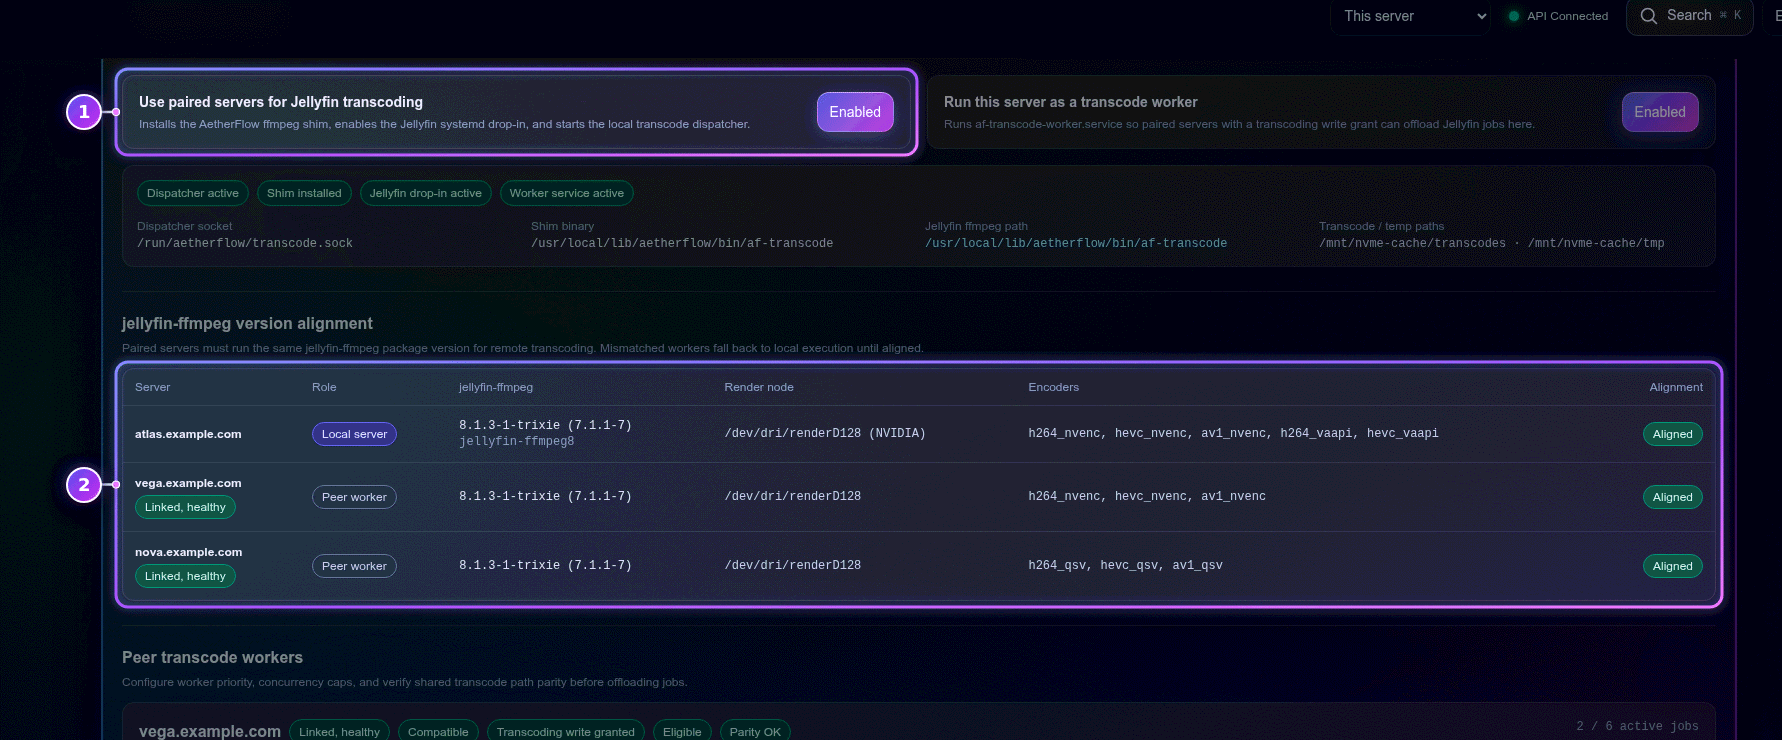 This server
API Connected
Search ⌘ K
E
1
Use paired servers for Jellyfin transcoding
Installs the AetherFlow ffmpeg shim, enables the Jellyfin systemd drop-in, and starts the local transcode dispatcher.
Enabled
Run this server as a transcode worker
Runs af-transcode-worker.service so paired servers with a transcoding write grant can offload Jellyfin jobs here.
Enabled
Dispatcher active
Shim installed
Jellyfin drop-in active
Worker service active
Dispatcher socket
/run/aetherflow/transcode.sock
Shim binary
/usr/local/lib/aetherflow/bin/af-transcode
Jellyfin ffmpeg path
/usr/local/lib/aetherflow/bin/af-transcode
Transcode / temp paths
/mnt/nvme-cache/transcodes · /mnt/nvme-cache/tmp
jellyfin-ffmpeg version alignment
Paired servers must run the same jellyfin-ffmpeg package version for remote transcoding. Mismatched workers fall back to local execution until aligned.
2
Server Role jellyfin-ffmpeg Render node Encoders Alignment
atlas.example.com
Local server
8.1.3-1-trixie (7.1.1-7)
jellyfin-ffmpeg8
/dev/dri/renderD128 (NVIDIA)
h264_nvenc, hevc_nvenc, av1_nvenc, h264_vaapi, hevc_vaapi
Aligned
vega.example.com
Linked, healthy
Peer worker
8.1.3-1-trixie (7.1.1-7)
/dev/dri/renderD128
h264_nvenc, hevc_nvenc, av1_nvenc
Aligned
nova.example.com
Linked, healthy
Peer worker
8.1.3-1-trixie (7.1.1-7)
/dev/dri/renderD128
h264_qsv, hevc_qsv, av1_qsv
Aligned
Peer transcode workers
Configure worker priority, concurrency caps, and verify shared transcode path parity before offloading jobs.
vega.example.com
Linked, healthy
Compatible
Transcoding write granted
Eligible
Parity OK
2 / 6 active jobs